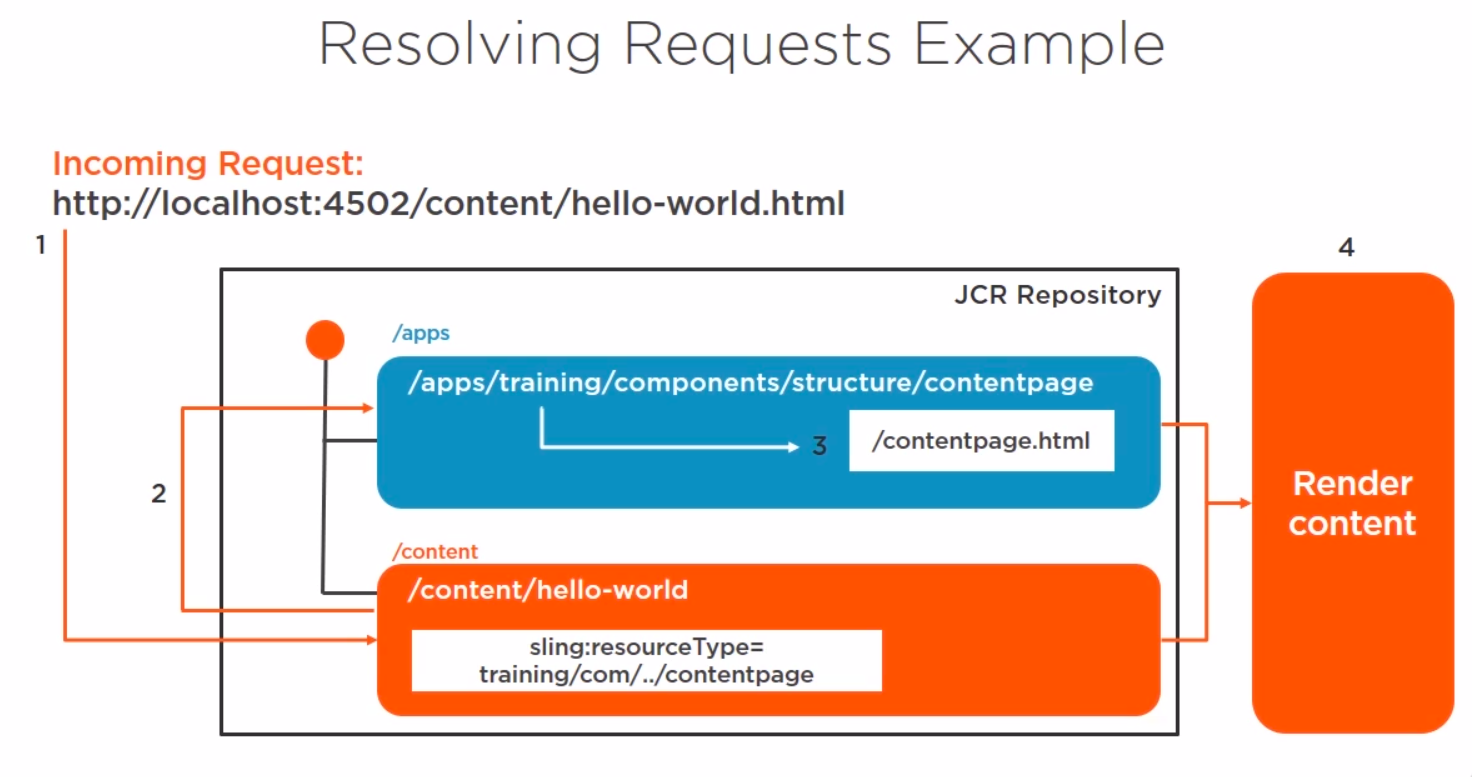 Resolving Requests Example
Incoming Request:
http://localhost:4502/content/hello-world.html
1
4
JCR Repository
/apps
/apps/training/components/structure/contentpage
3
/contentpage.html
2
Render
content
/content
/content/hello-world
sling:resourceType=
training/com/../contentpage